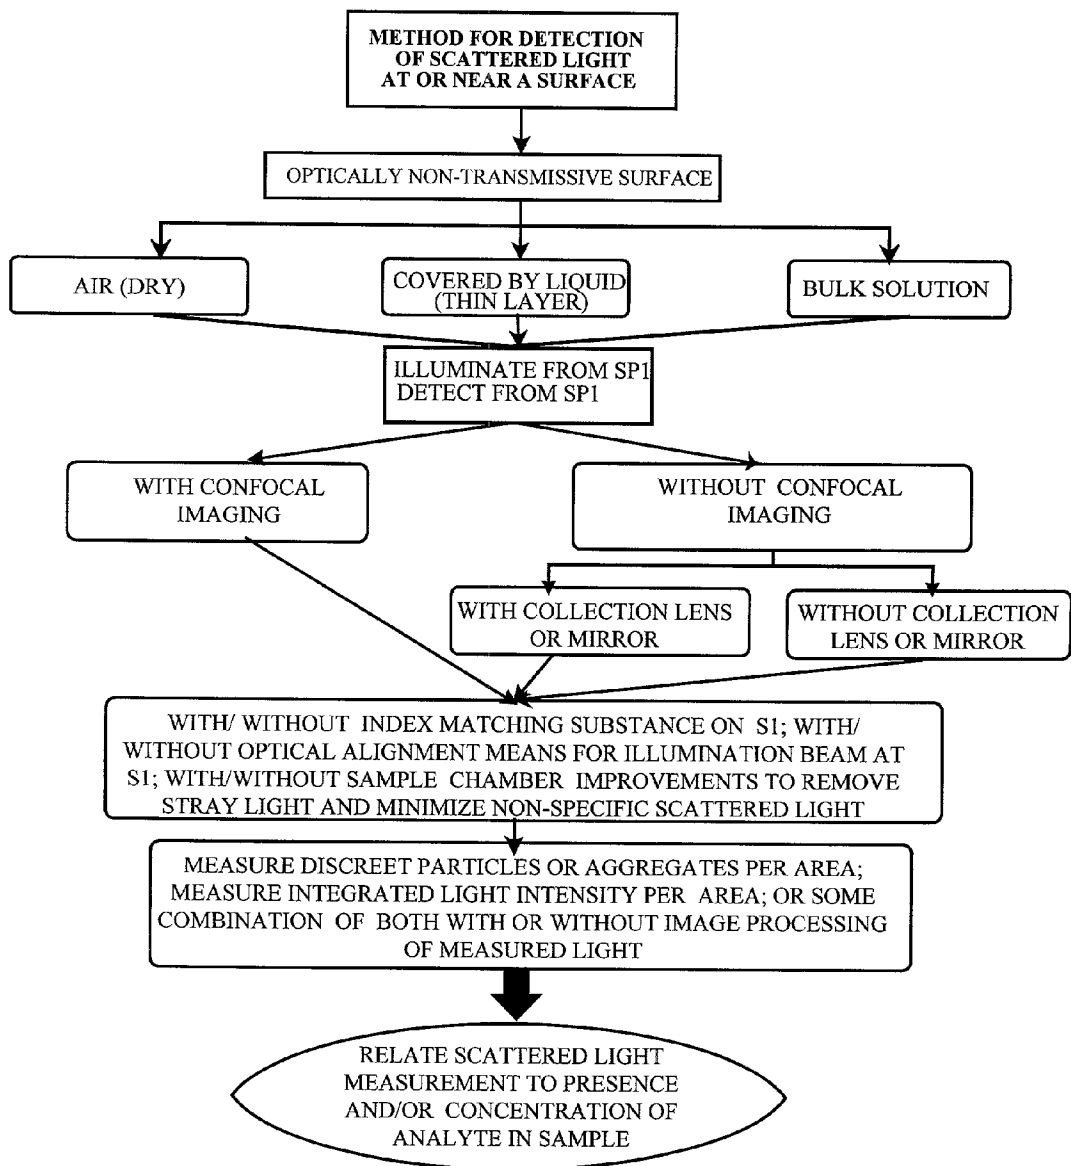 METHOD FOR DETECTION
OF SCATTERED LIGHT
AT OR NEAR A SURFACE
OPTICALLY NON-TRANSMISSIVE SURFACE
AIR (DRY)
COVERED BY LIQUID
(THIN LAYER)
BULK SOLUTION
ILLUMINATE FROM SP1
DETECT FROM SP1
WITH CONFOCAL
IMAGING
WITHOUT CONFOCAL
IMAGING
WITH COLLECTION LENS
OR MIRROR
WITHOUT COLLECTION
LENS OR MIRROR
WITH/ WITHOUT INDEX MATCHING SUBSTANCE ON S1; WITH/
WITHOUT OPTICAL ALIGNMENT MEANS FOR ILLUMINATION BEAM AT
S1; WITH/WITHOUT SAMPLE CHAMBER IMPROVEMENTS TO REMOVE
STRAY LIGHT AND MINIMIZE NON-SPECIFIC SCATTERED LIGHT
MEASURE DISCREET PARTICLES OR AGGREGATES PER AREA;
MEASURE INTEGRATED LIGHT INTENSITY PER AREA; OR SOME
COMBINATION OF BOTH WITH OR WITHOUT IMAGE PROCESSING
OF MEASURED LIGHT
RELATE SCATTERED LIGHT
MEASUREMENT TO PRESENCE
AND/OR CONCENTRATION OF
ANALYTE IN SAMPLE